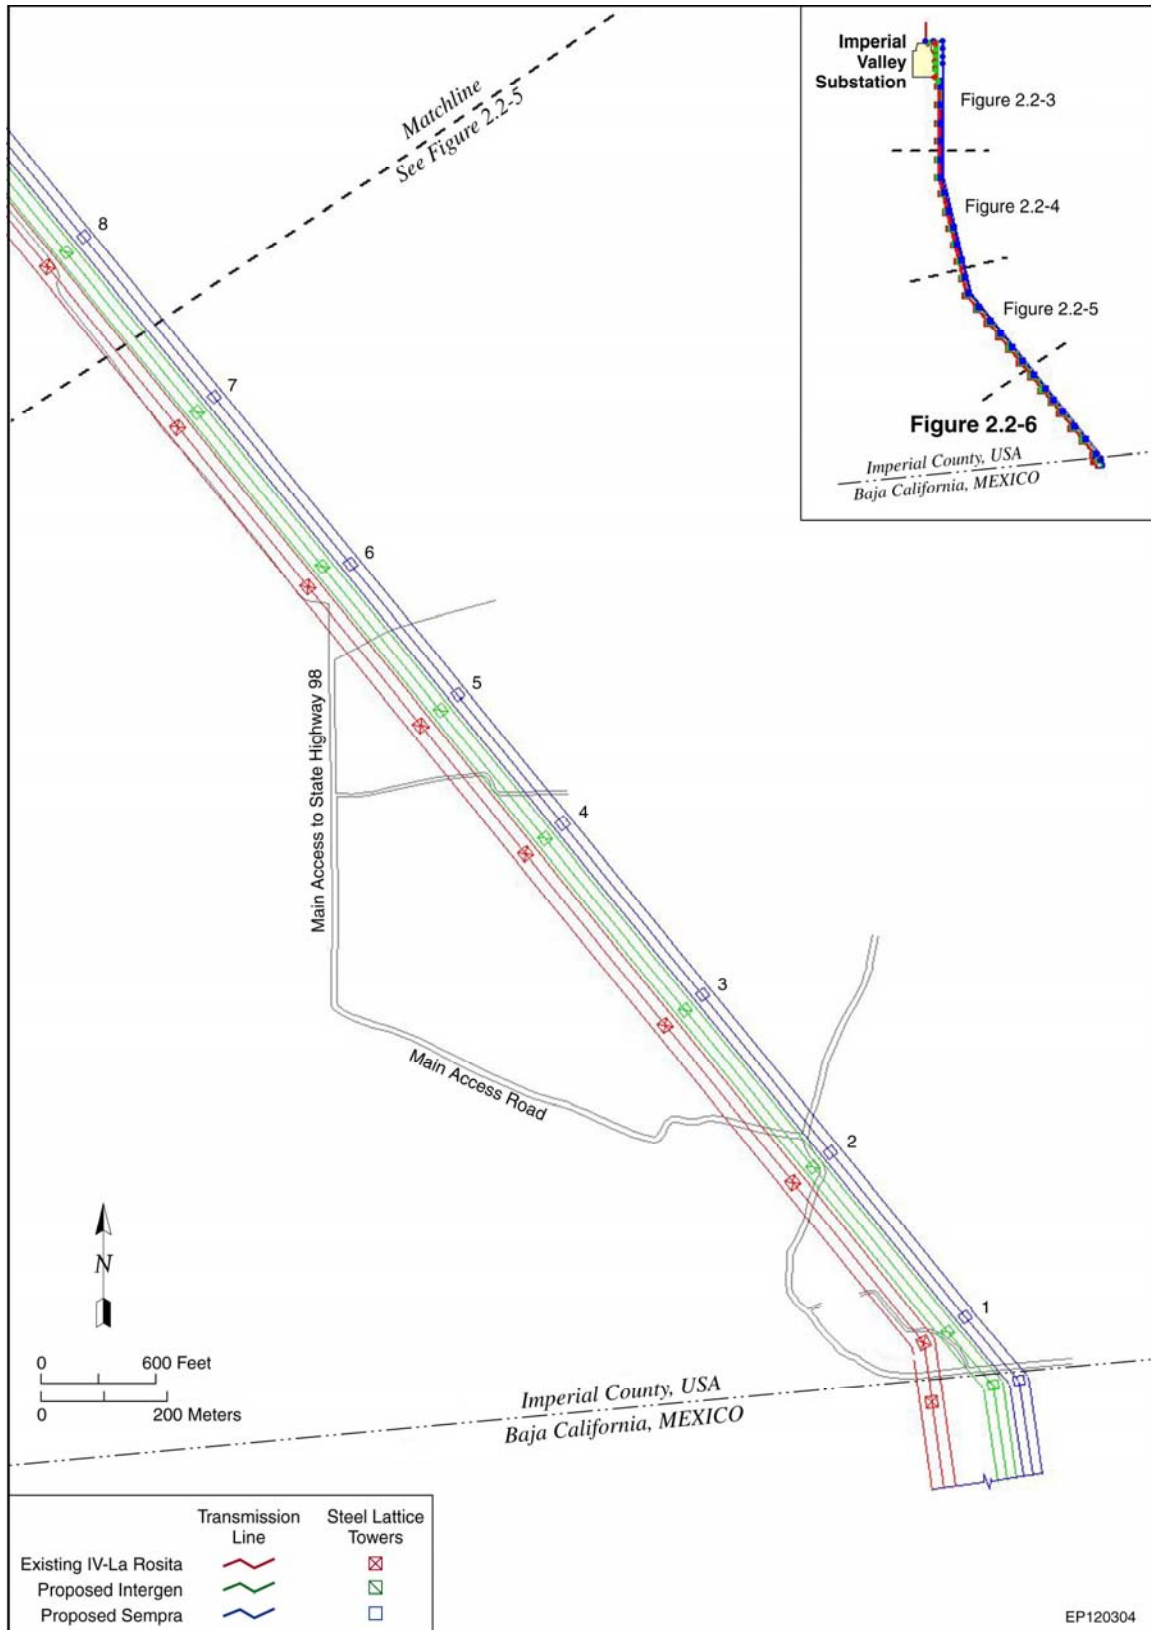 Matchline
See Figure 2.2-5
Imperial
Valley
Substation
Figure 2.2-3
Figure 2.2-4
Figure 2.2-5
Figure 2.2-6
Imperial County, USA
Baja California, MEXICO
8
7
6
5
4
3
2
1
Main Access to State Highway 98
Main Access Road
N
0 600 Feet
0 200 Meters
Imperial County, USA
Baja California, MEXICO
Transmission Steel Lattice
Line Towers
Existing IV-La Rosita
Proposed Intergen
Proposed Sempra
EP120304